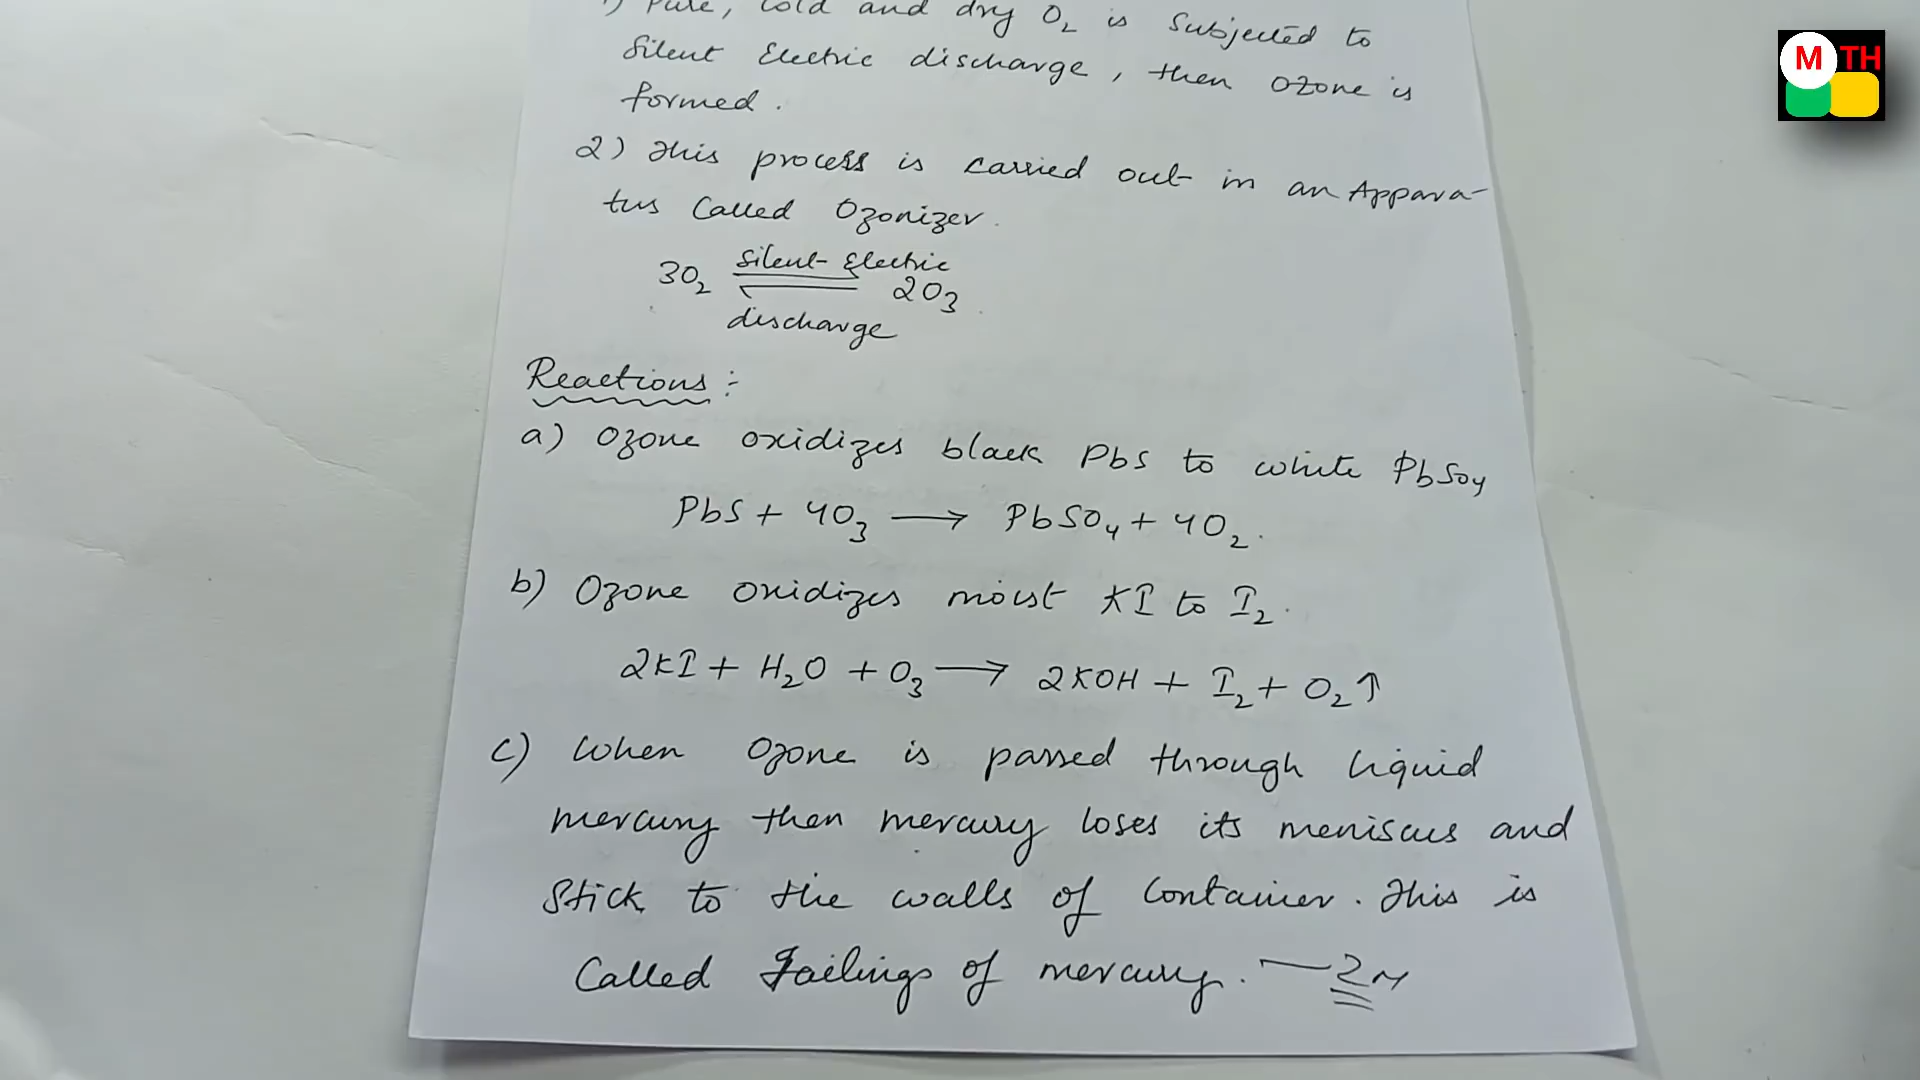 1) Pure, Cold and dry O₂ is Subjected to
Silent Electric discharge, then Ozone is
formed.
2) This process is carried out in an Appara-
tus Called Ozonizer.
3O₂ ⇌ 2O₃
Silent Electric
discharge
Reactions:
a) Ozone oxidizes black PbS to white PbSO₄
PbS + 4O₃ → PbSO₄ + 4O₂.
b) Ozone oxidizes moist KI to I₂.
2KI + H₂O + O₃ → 2KOH + I₂ + O₂↑
c) When Ozone is passed through liquid
mercury then mercury loses its meniscus and
Stick to the walls of Container. This is
Called Failings of mercury. — 2M
M TH